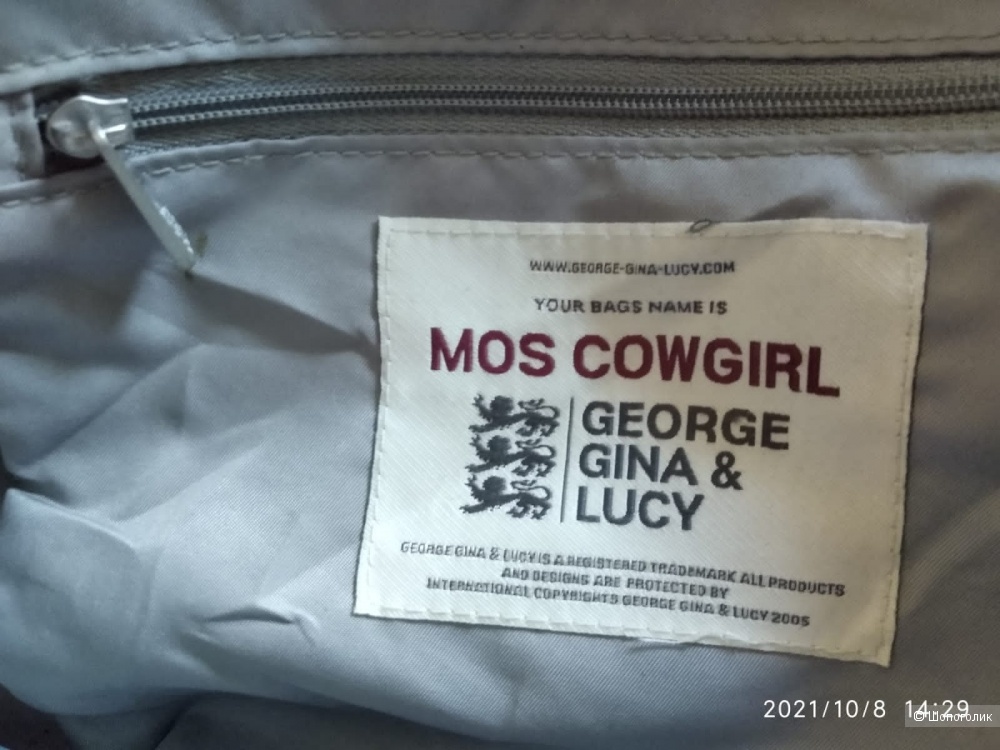 WWW.GEORGE-GINA-LUCY.COM
YOUR BAGS NAME IS
MOS COWGIRL
GEORGE
GINA &
LUCY
GEORGE GINA & LUCY IS A REGISTERED TRADEMARK ALL PRODUCTS
AND DESIGNS ARE PROTECTED BY
INTERNATIONAL COPYRIGHTS GEORGE GINA & LUCY 2005
2021/10/8 14:29
© Шопоголик